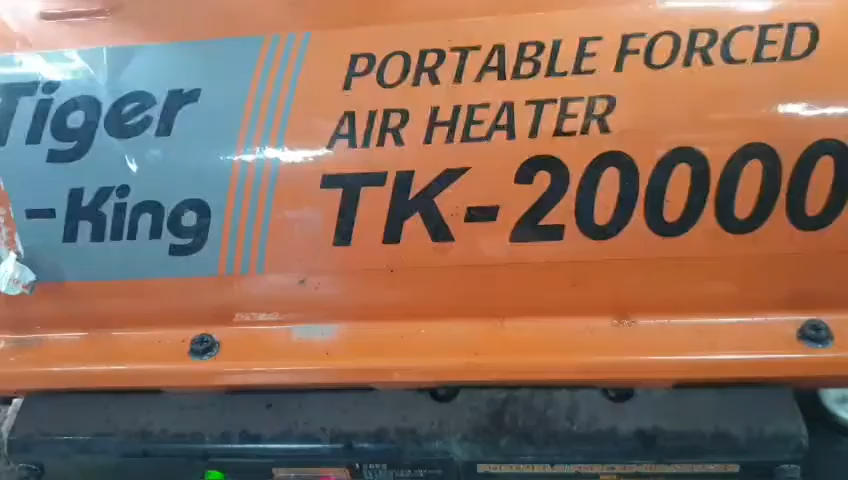 Tiger
-King
PORTABLE FORCED
AIR HEATER
TK-20000